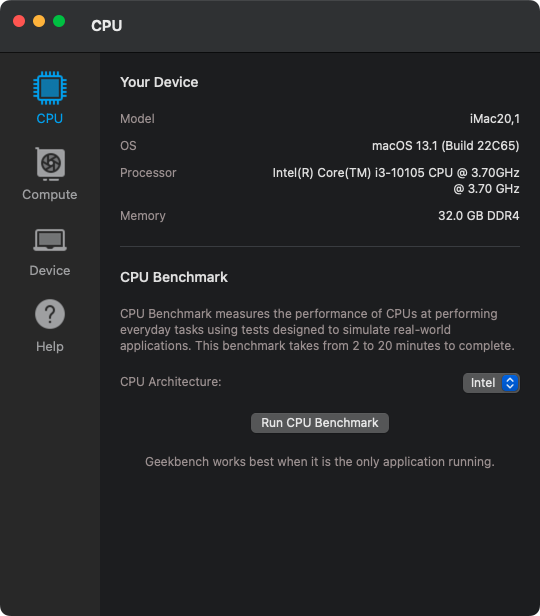 CPU
CPU
Compute
Device
Help
Your Device
Model iMac20,1
OS macOS 13.1 (Build 22C65)
Processor Intel(R) Core(TM) i3-10105 CPU @ 3.70GHz
@ 3.70 GHz
Memory 32.0 GB DDR4
CPU Benchmark
CPU Benchmark measures the performance of CPUs at performing
everyday tasks using tests designed to simulate real-world
applications. This benchmark takes from 2 to 20 minutes to complete.
CPU Architecture: Intel
Run CPU Benchmark
Geekbench works best when it is the only application running.